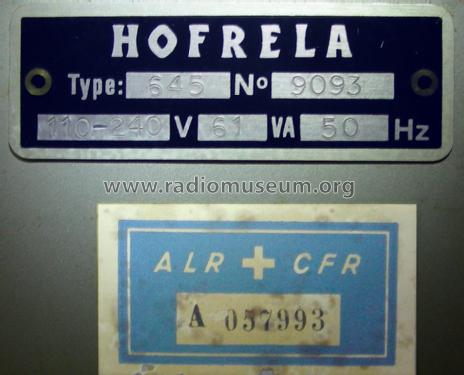 HOFRELA
Type: 645 Nº 9093
110-240 V 61 VA 50 Hz
www.radiomuseum.org
ALR + CFR
A 057993